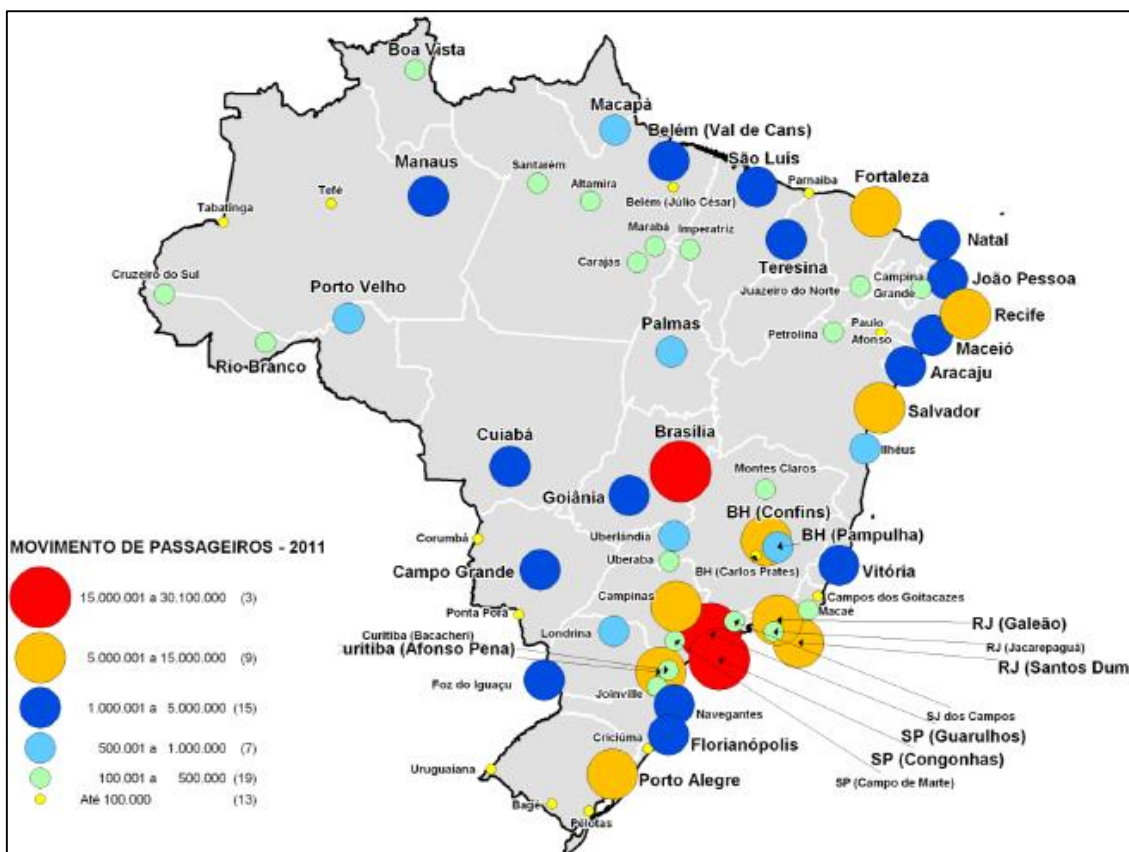 Boa Vista
Macapá
Belém (Val de Cans)
São Luís
Manaus
Santarém
Altamira
Parnaiba
Fortaleza
Tefé
Tabatinga
Belém (Júlio César)
Natal
Marabá
Imperatriz
Carajas
Teresina
Cruzeiro do Sul
Porto Velho
Juazeiro do Norte
Campina
Grande
João Pessoa
Recife
Palmas
Petrolina
Paulo
Afonso
Maceió
Rio-Branco
Aracaju
Salvador
Cuiabá
Brasília
Ilhéus
Montes Claros
Goiânia
BH (Confins)
Corumbá
Uberlândia
BH (Pampulha)
Uberaba
BH (Carlos Prates)
Vitória
Campo Grande
Campinas
Campos dos Goitacazes
Macaé
Ponta Porã
Londrina
RJ (Galeão)
Curitiba (Bacacheri)
uritiba (Afonso Pena)
RJ (Jacarepaguá)
RJ (Santos Dum
Foz do Iguaçu
Joinville
Navegantes
SJ dos Campos
Criciúma
Florianópolis
SP (Guarulhos)
SP (Congonhas)
Uruguaiana
Porto Alegre
SP (Campo de Marte)
Bagé
Pelotas
MOVIMENTO DE PASSAGEIROS - 2011
15.000.001 a 30.100.000 (3)
5.000.001 a 15.000.000 (9)
1.000.001 a 5.000.000 (15)
500.001 a 1.000.000 (7)
100.001 a 500.000 (19)
Até 100.000 (13)